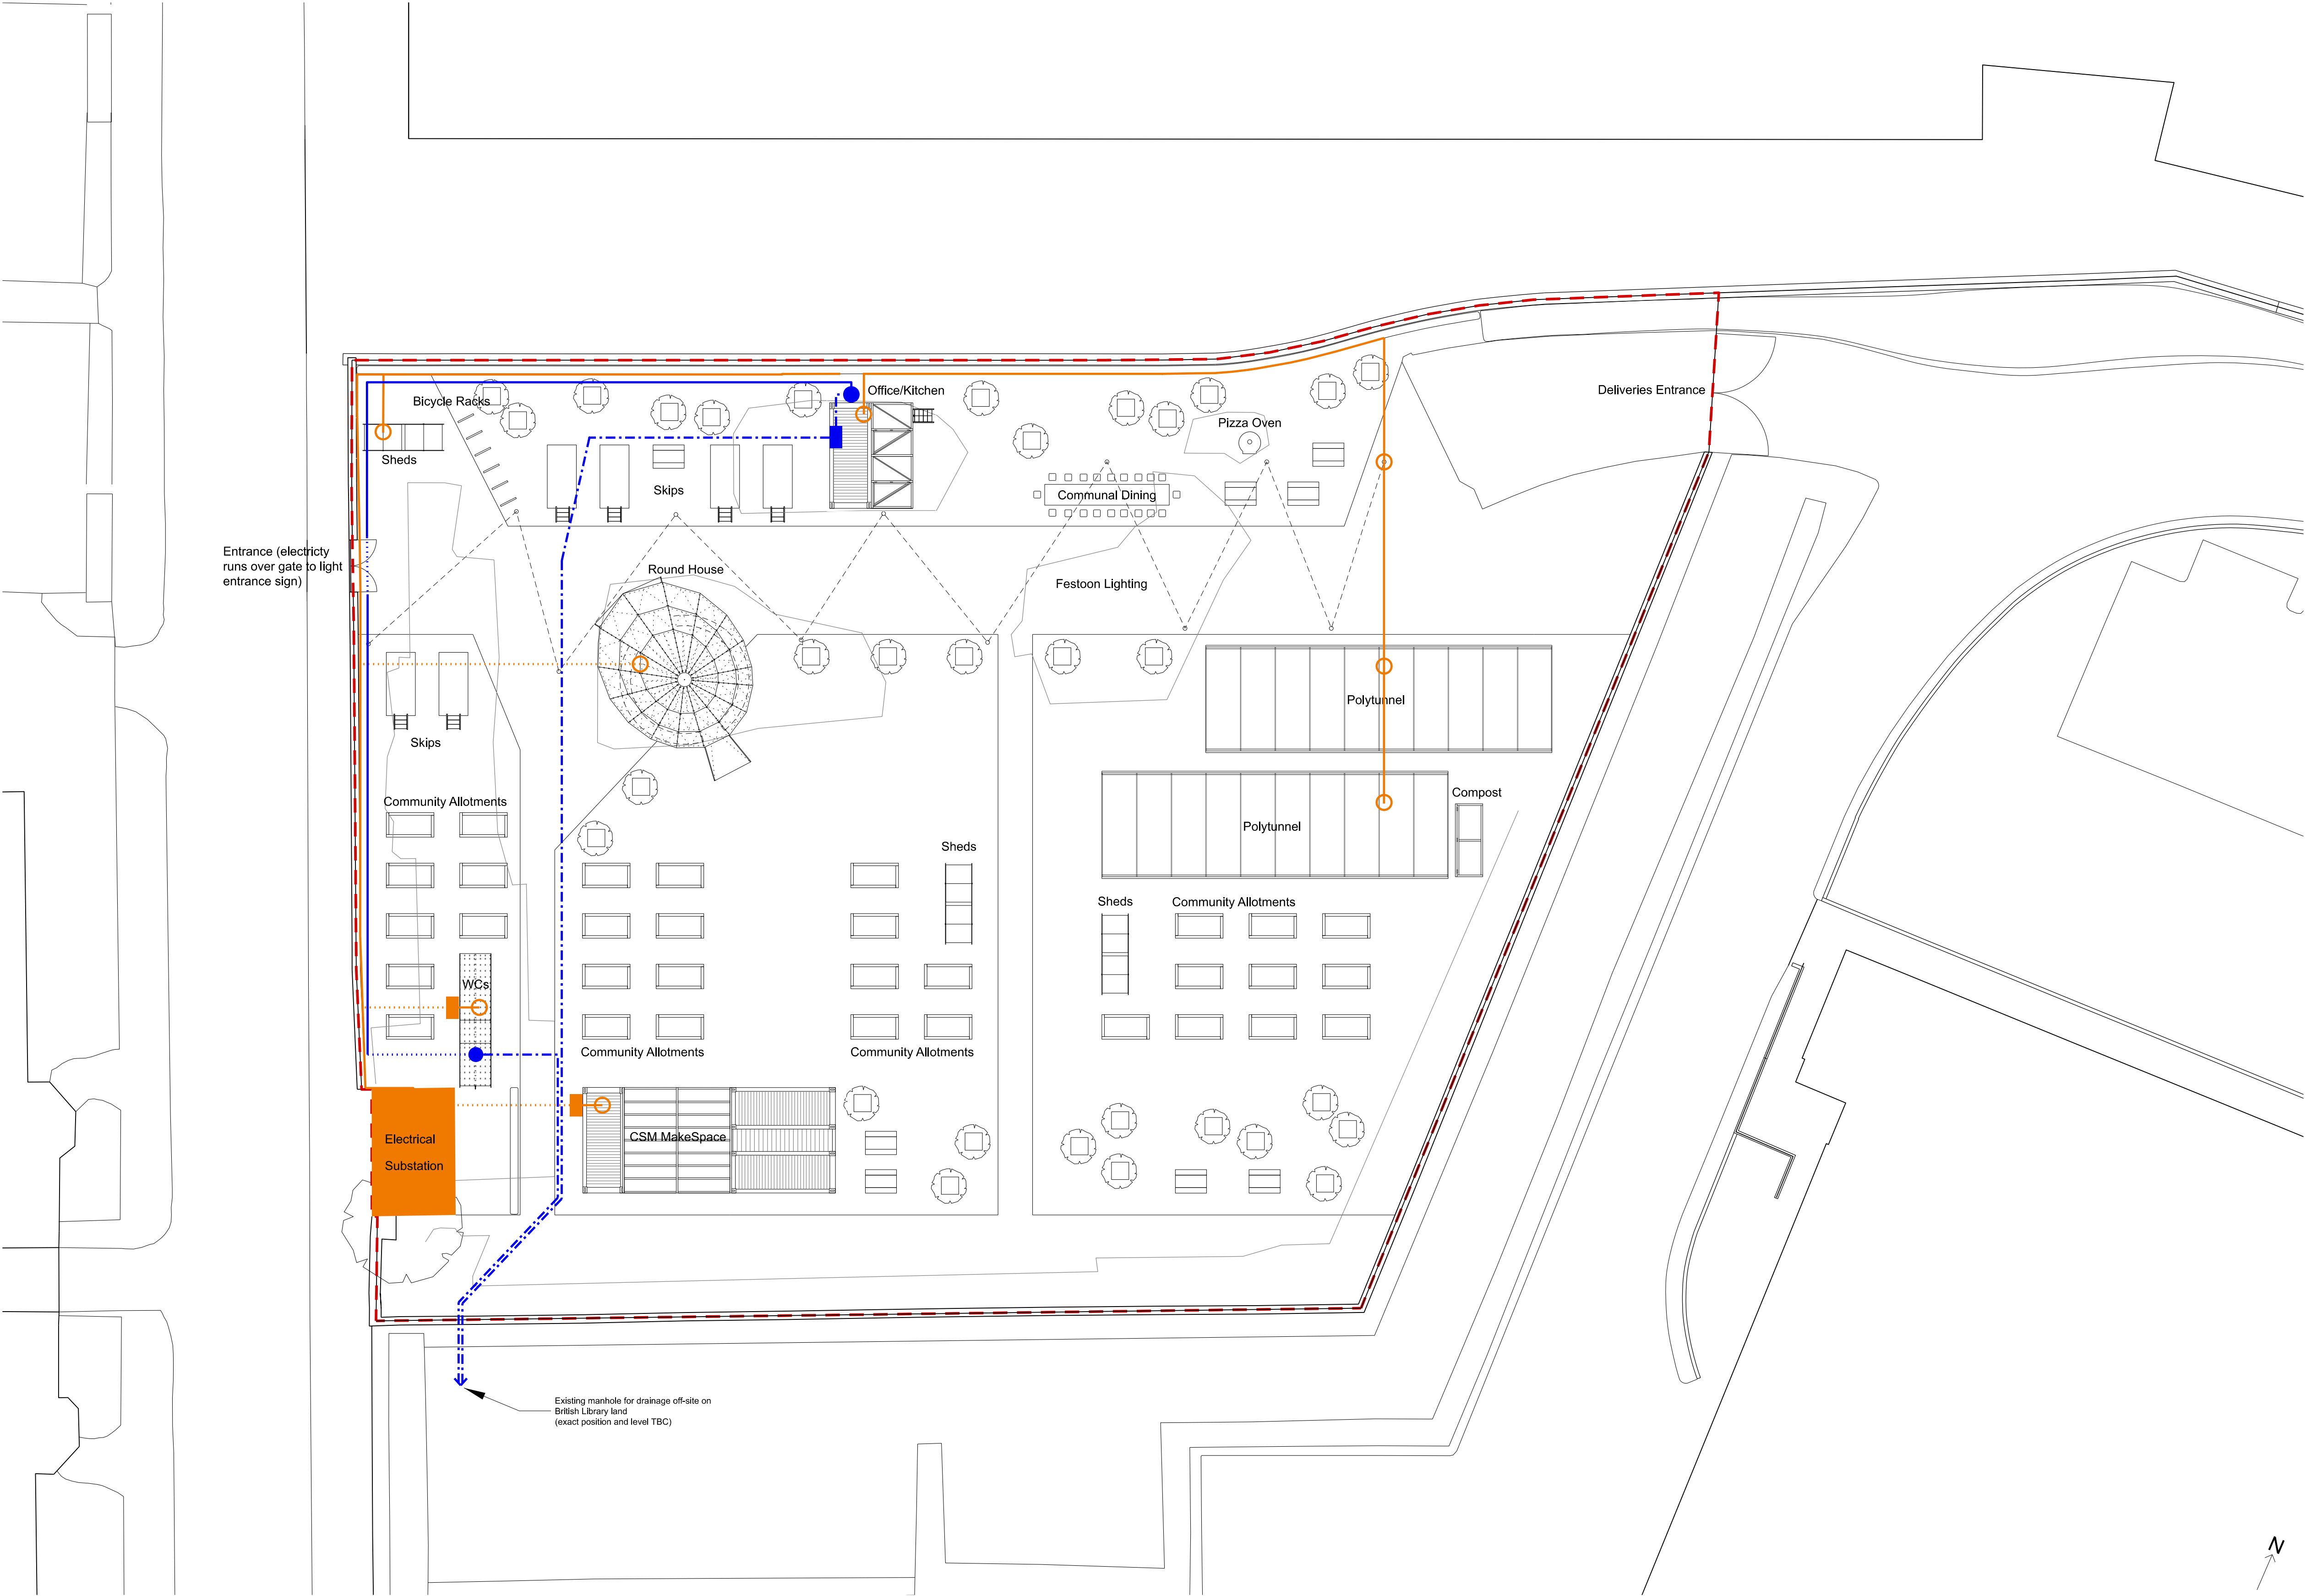 Deliveries Entrance
Office/Kitchen
Bicycle Racks
Pizza Oven
Sheds
Skips
Communal Dining
Entrance (electricty
runs over gate to light
entrance sign)
Round House
Festoon Lighting
Polytunnel
Skips
Compost
Community Allotments
Polytunnel
Sheds
Sheds
Community Allotments
WCs
Community Allotments
Community Allotments
Electrical
Substation
CSM MakeSpace
Existing manhole for drainage off-site on
British Library land
(exact position and level TBC)
N